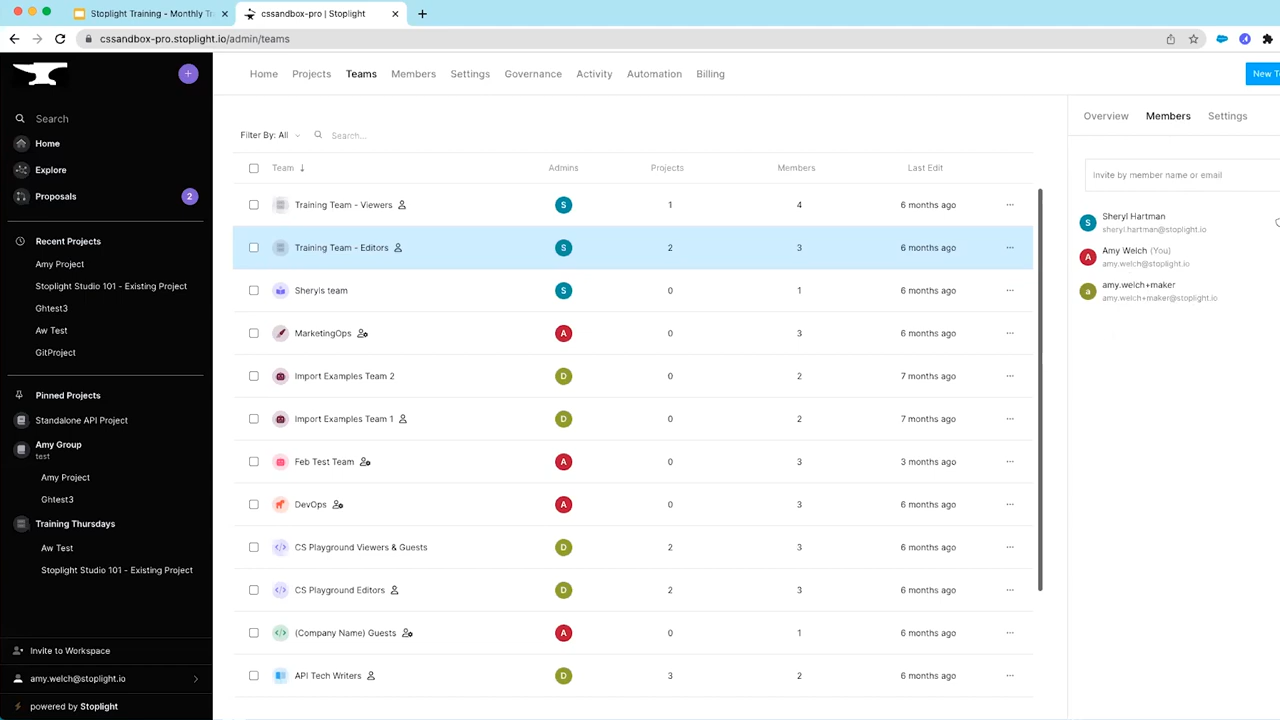 Stoplight Training - Monthly Tr
cssandbox-pro | Stoplight
cssandbox-pro.stoplight.io/admin/teams
Home Projects Teams Members Settings Governance Activity Automation Billing
New T
Search
Home
Explore
Proposals 2
Recent Projects
Amy Project
Stoplight Studio 101 - Existing Project
Ghtest3
Aw Test
GitProject
Pinned Projects
Standalone API Project
Amy Group
test
Amy Project
Ghtest3
Training Thursdays
Aw Test
Stoplight Studio 101 - Existing Project
Invite to Workspace
amy.welch@stoplight.io
powered by Stoplight
Filter By: All Search...
Team ↓ Admins Projects Members Last Edit
Training Team - Viewers S 1 4 6 months ago
Training Team - Editors S 2 3 6 months ago
Sheryls team S 0 1 6 months ago
MarketingOps A 0 3 6 months ago
Import Examples Team 2 D 0 2 7 months ago
Import Examples Team 1 D 0 2 7 months ago
Feb Test Team A 0 3 3 months ago
DevOps A 0 3 6 months ago
CS Playground Viewers & Guests D 2 3 6 months ago
CS Playground Editors D 2 3 6 months ago
(Company Name) Guests A 0 1 6 months ago
API Tech Writers D 3 2 6 months ago
Overview Members Settings
Invite by member name or email
S Sheryl Hartman
sheryl.hartman@stoplight.io
A Amy Welch (You)
amy.welch@stoplight.io
a amy.welch+maker
amy.welch+maker@stoplight.io